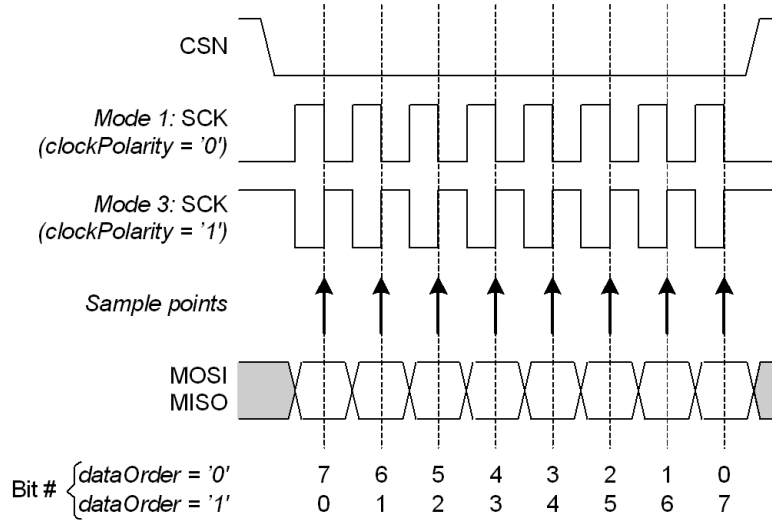 CSN
Mode 1: SCK
(clockPolarity = '0')
Mode 3: SCK
(clockPolarity = '1')
Sample points
MOSI
MISO
Bit #
dataOrder = '0' 7 6 5 4 3 2 1 0
dataOrder = '1' 0 1 2 3 4 5 6 7